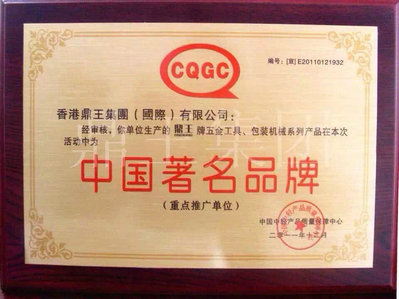 CQGC
编号：[意] E20110121932
香港鼎王集團（國際）有限公司：
经审核，你单位生产的 鼎王 牌五金工具、包装机械系列产品在本次
活动中为
中国著名品牌
（重点推广单位）
中国中轻产品质量保障中心
二〇一一年十二月